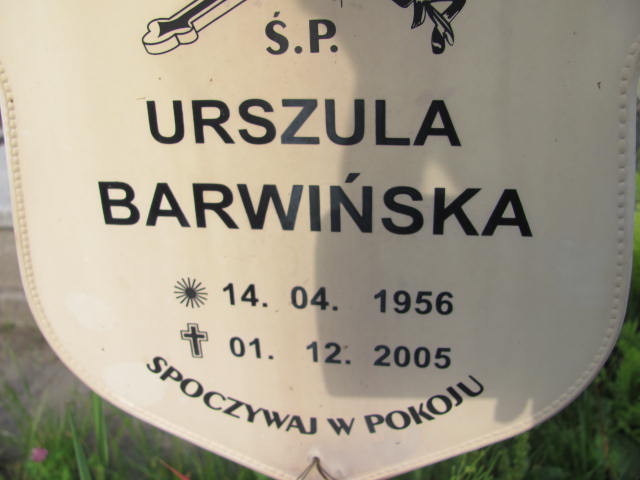 Ś.P.
URSZULA
BARWIŃSKA
14. 04. 1956
01. 12. 2005
SPOCZYWAJ W POKOJU